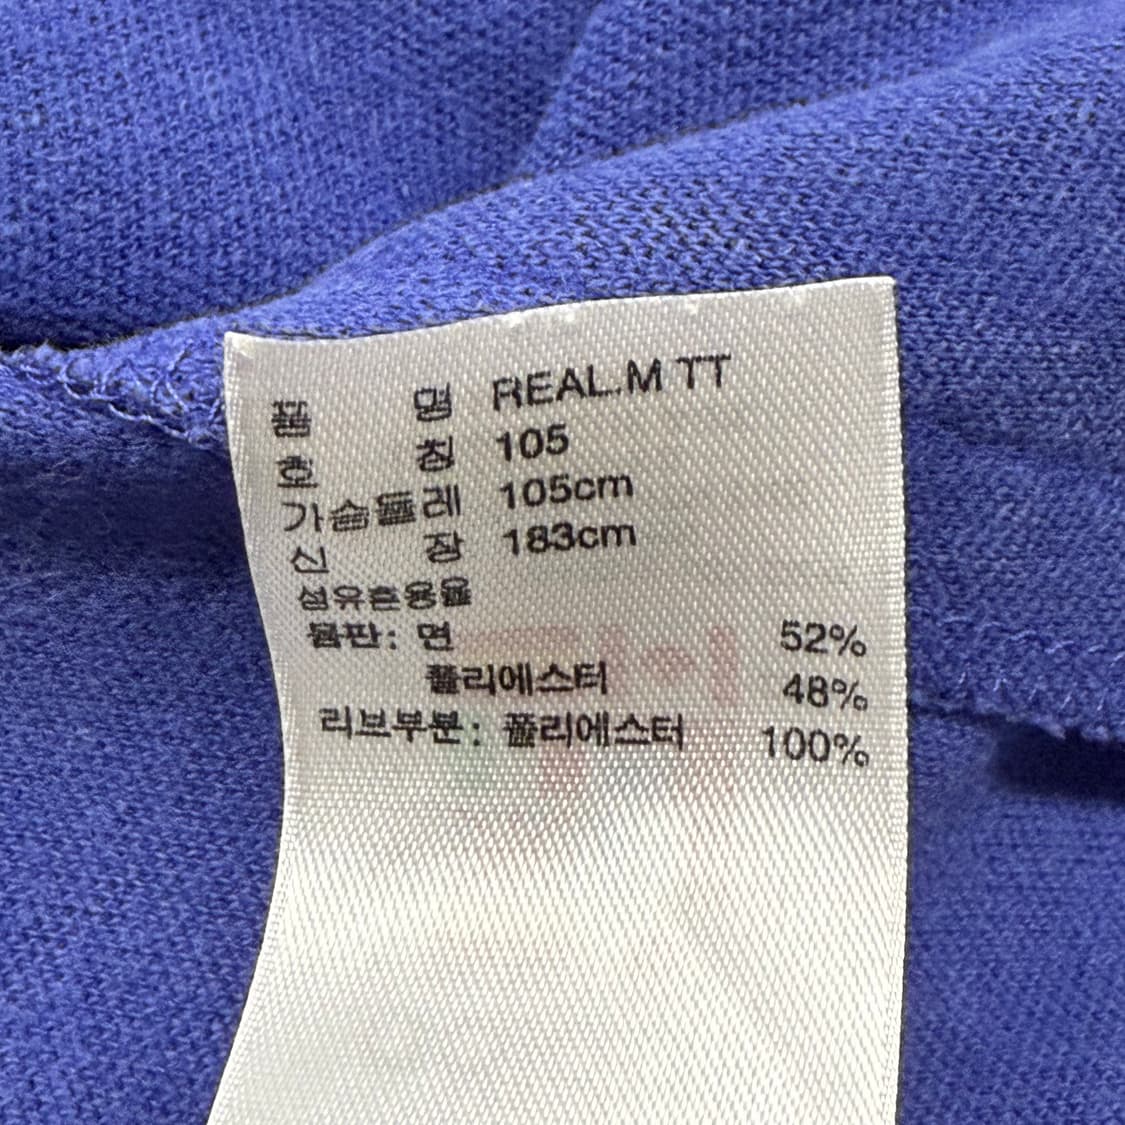 품 명 REAL.M TT
호 칭 105
가슴둘레 105cm
신 장 183cm
섬유혼용율
몸판: 면 52%
폴리에스터 48%
리브부분: 폴리에스터 100%